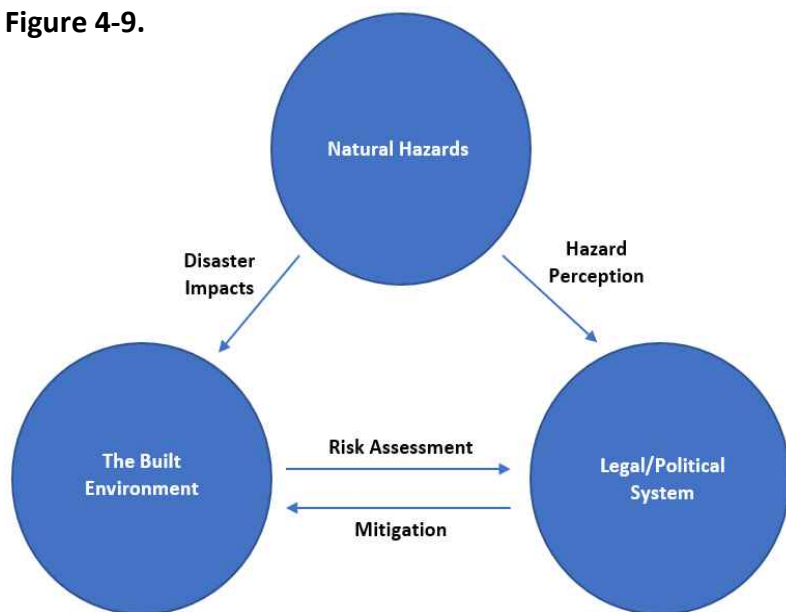 Figure 4-9.
Natural Hazards
Disaster
Impacts
Hazard
Perception
The Built
Environment
Risk Assessment
Mitigation
Legal/Political
System